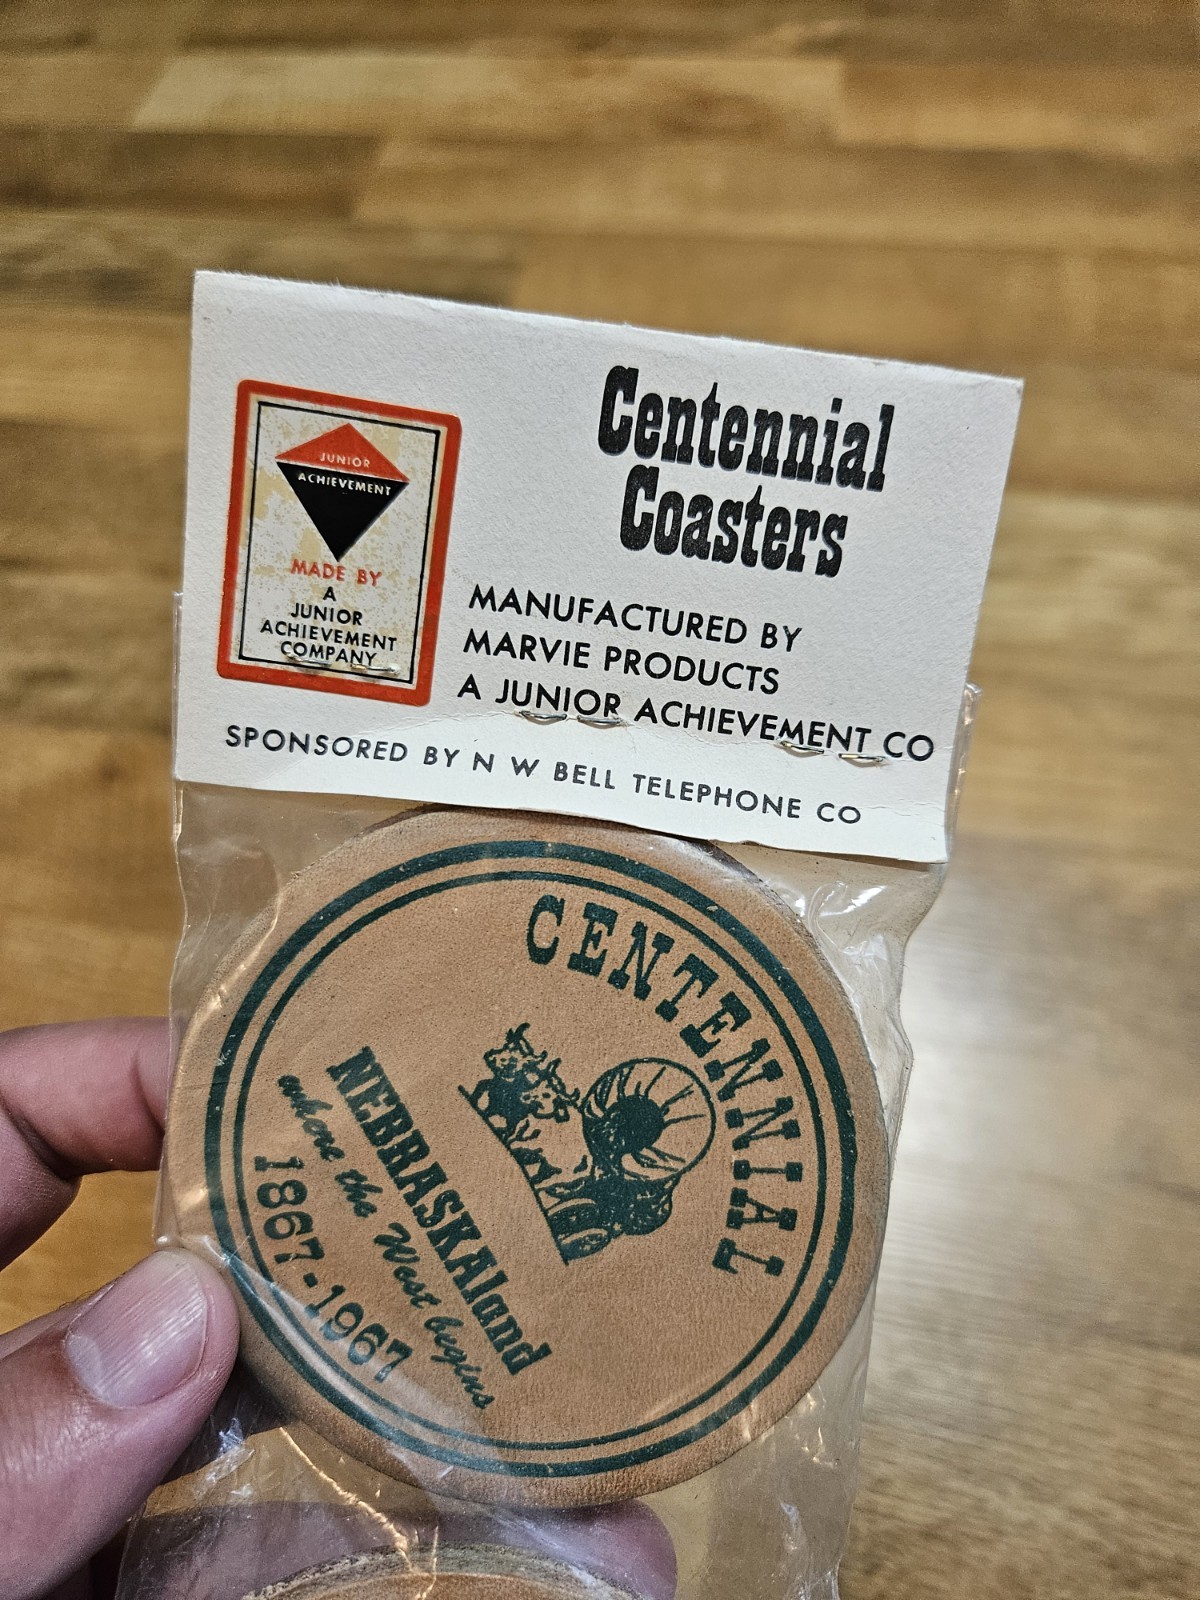 Centennial
Coasters
JUNIOR
ACHIEVEMENT
MADE BY
A
JUNIOR
ACHIEVEMENT
COMPANY
MANUFACTURED BY
MARVIE PRODUCTS
A JUNIOR ACHIEVEMENT CO
SPONSORED BY N W BELL TELEPHONE CO
CENTENNIAL
NEBRASKAland
where the West begins
1867-1967